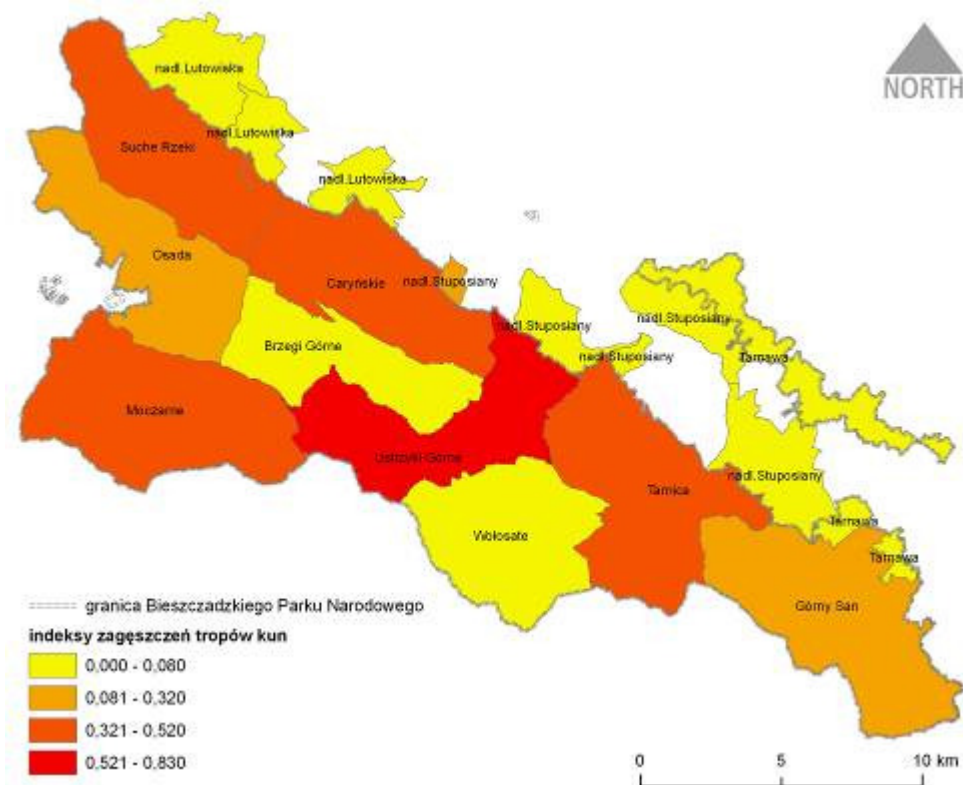 nadl.Lutowiska
NORTH
nadl.Lutowiska
Suche Rzeki
nadl.Lutowiska
Osada
Caryńskie
nadl.Stuposiany
nadl.Stuposiany
nadl.Stuposiany
Brzegi Górne
nadl.Stuposiany
Tarnawa
Moczarne
Ustrzyki Górne
nadl.Stuposiany
Tarnica
Tarnawa
Wołosate
Tarnawa
Górny San
granica Bieszczadzkiego Parku Narodowego
indeksy zagęszczeń tropów kun
0,000 - 0,080
0,081 - 0,320
0,321 - 0,520
0,521 - 0,830
0 5 10 km